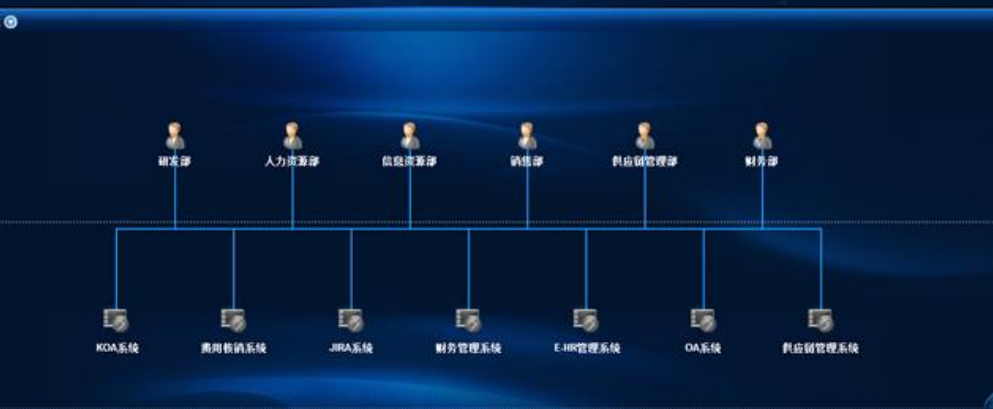 研发部
人力资源部
信息资源部
销售部
供应链管理部
财务部
KOA系统
费用核销系统
JIRA系统
财务管理系统
E-HR管理系统
OA系统
供应链管理系统